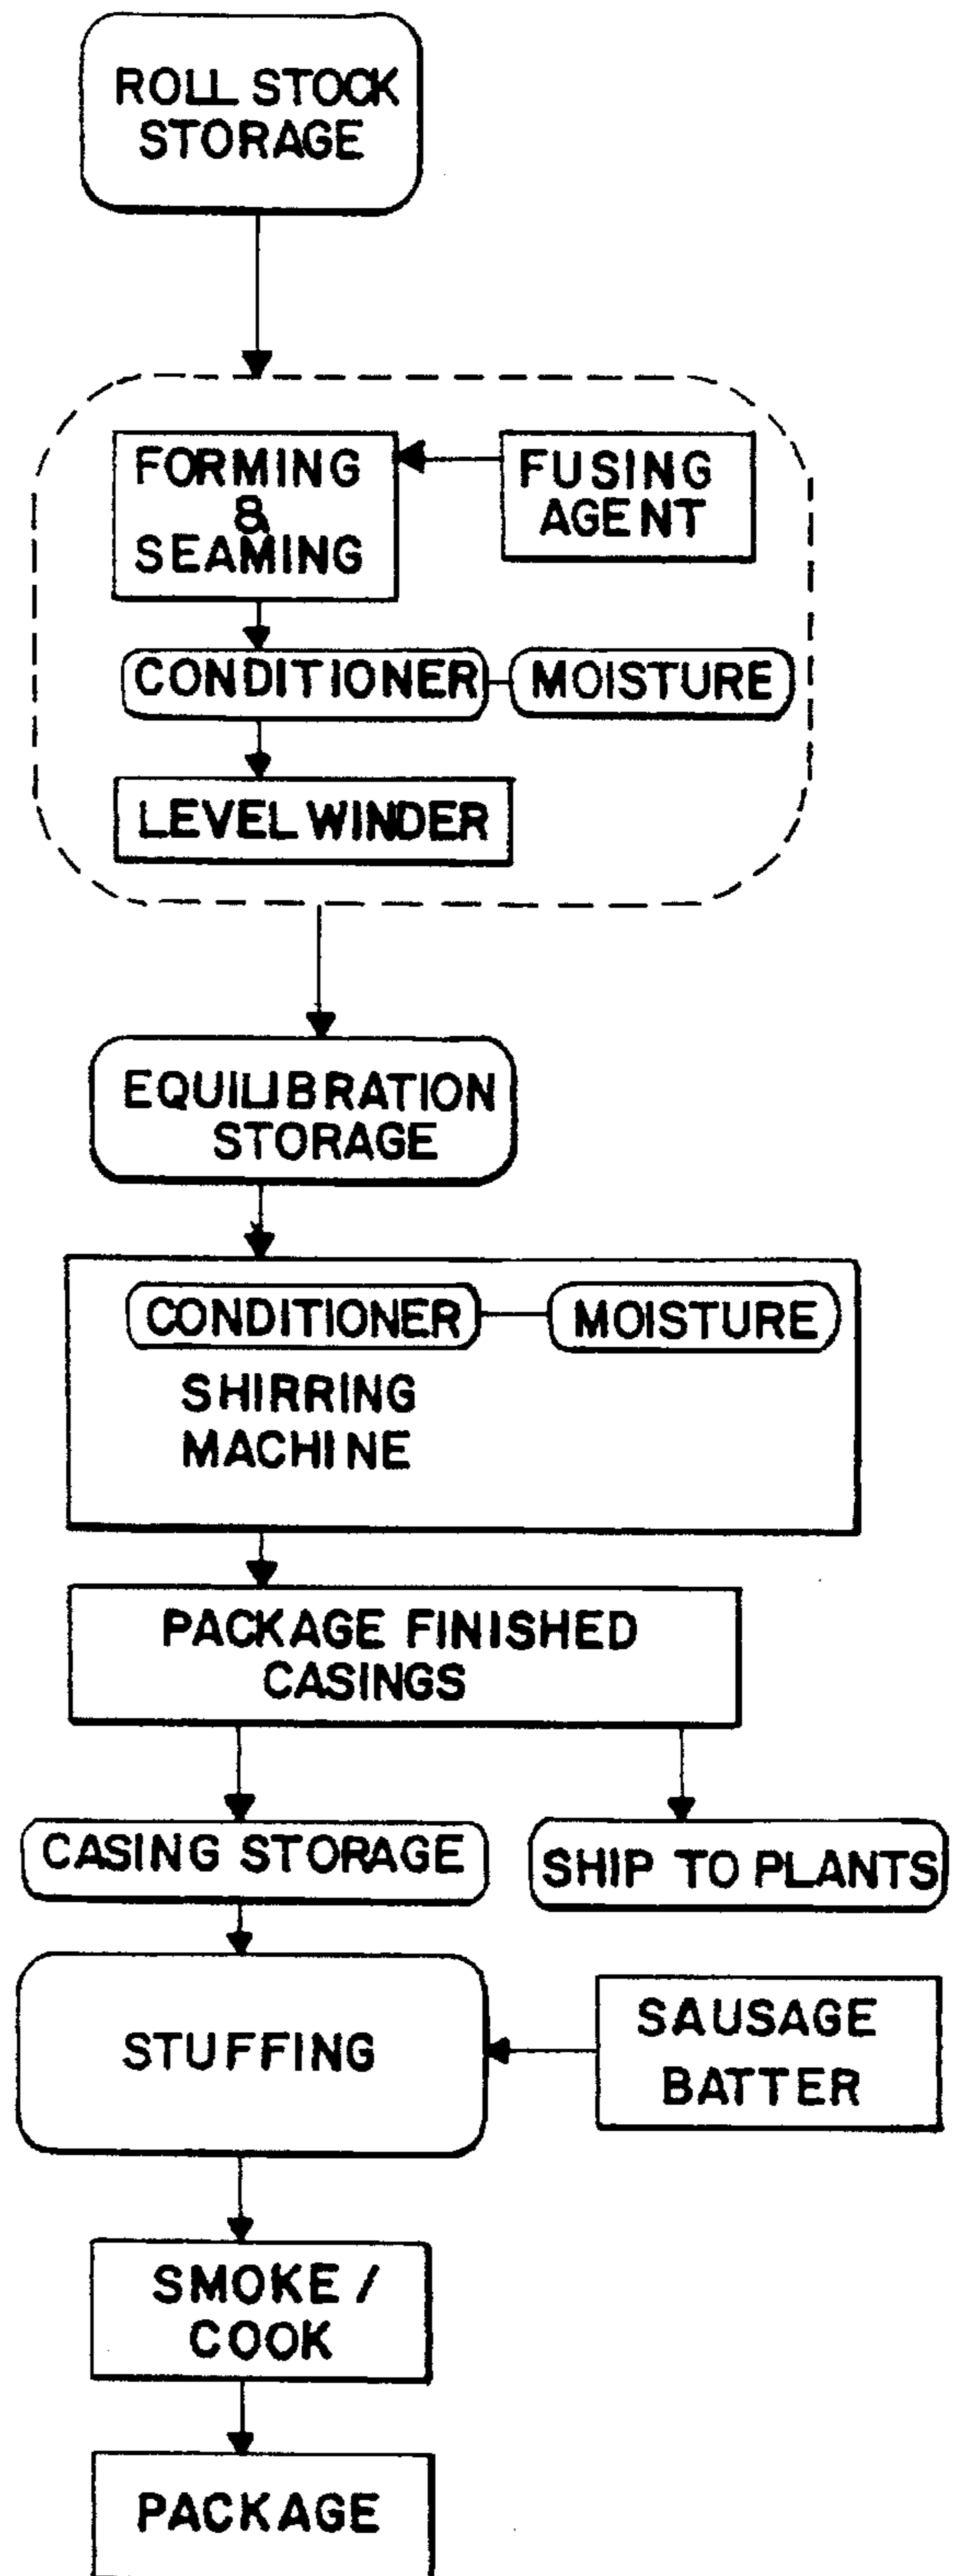 ROLL STOCK
STORAGE
FORMING
&
SEAMING
FUSING
AGENT
CONDITIONER
MOISTURE
LEVEL WINDER
EQUILIBRATION
STORAGE
CONDITIONER
MOISTURE
SHIRRING
MACHINE
PACKAGE FINISHED
CASINGS
CASING STORAGE
SHIP TO PLANTS
STUFFING
SAUSAGE
BATTER
SMOKE /
COOK
PACKAGE